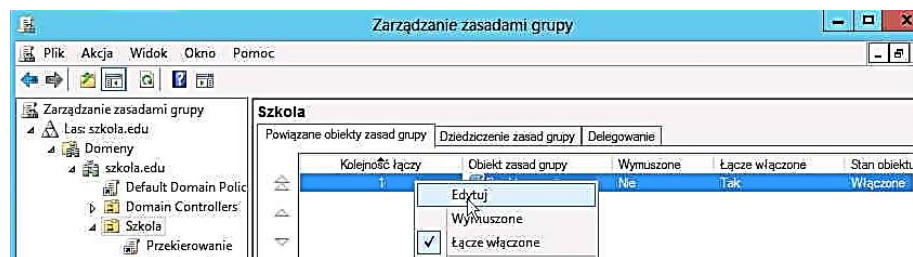 Zarządzanie zasadami grupy
Plik Akcja Widok Okno Pomoc
Zarządzanie zasadami grupy
Las: szkola.edu
Domeny
szkola.edu
Default Domain Polic
Domain Controllers
Szkola
Przekierowanie
Szkola
Powiązane obiekty zasad grupy Dziedziczenie zasad grupy Delegowanie
Kolejność łączy Obiekt zasad grupy Wymuszone Łącze włączone Stan obiektu
1 Nie Tak Włączone
Edytuj
Wymuszone
Łącze włączone